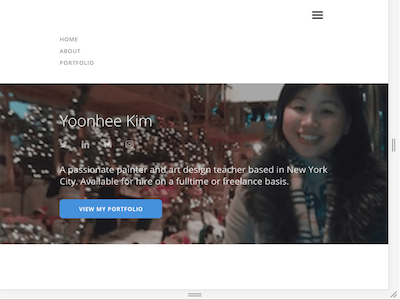 HOME
ABOUT
PORTFOLIO
Yoonhee Kim
A passionate painter and art design teacher based in New York
City. Available for hire on a fulltime or freelance basis.
VIEW MY PORTFOLIO